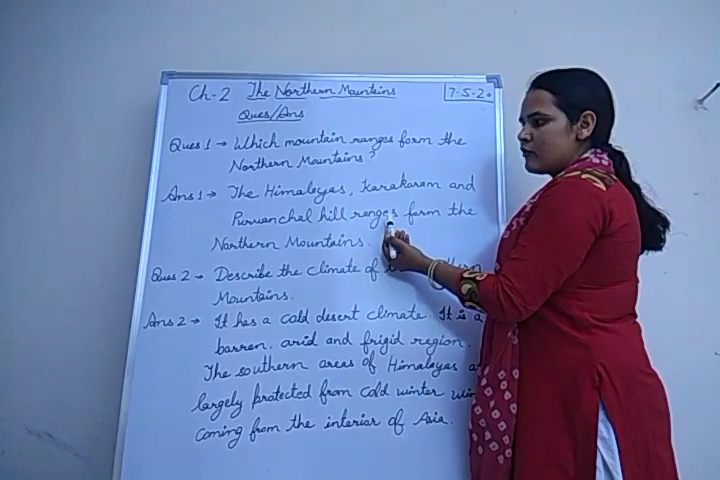 Ch-2 The Northern Mountains
7-5-20
Ques/Ans
Ques 1 → Which mountain ranges form the
Northern Mountains?
Ans 1 → The Himalayas, Karakoram and
Purvanchal hill ranges form the
Northern Mountains.
Ques 2 → Describe the climate of
Mountains.
Ans 2 → It has a cold desert climate. It is a
barren, arid and frigid region.
The southern areas of Himalayas
largely protected from cold winter
coming from the interior of Asia.